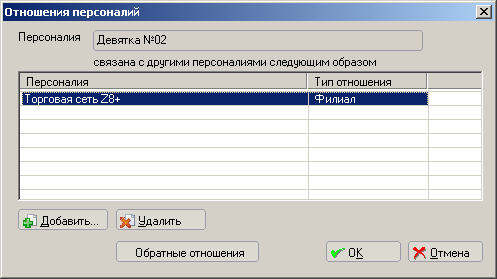 Отношения персоналий
Персоналия Девятка №02
связана с другими персоналиями следующим образом
Персоналия Тип отношения
Торговая сеть Z8+ Филиал
Добавить... Удалить
Обратные отношения OK Отмена